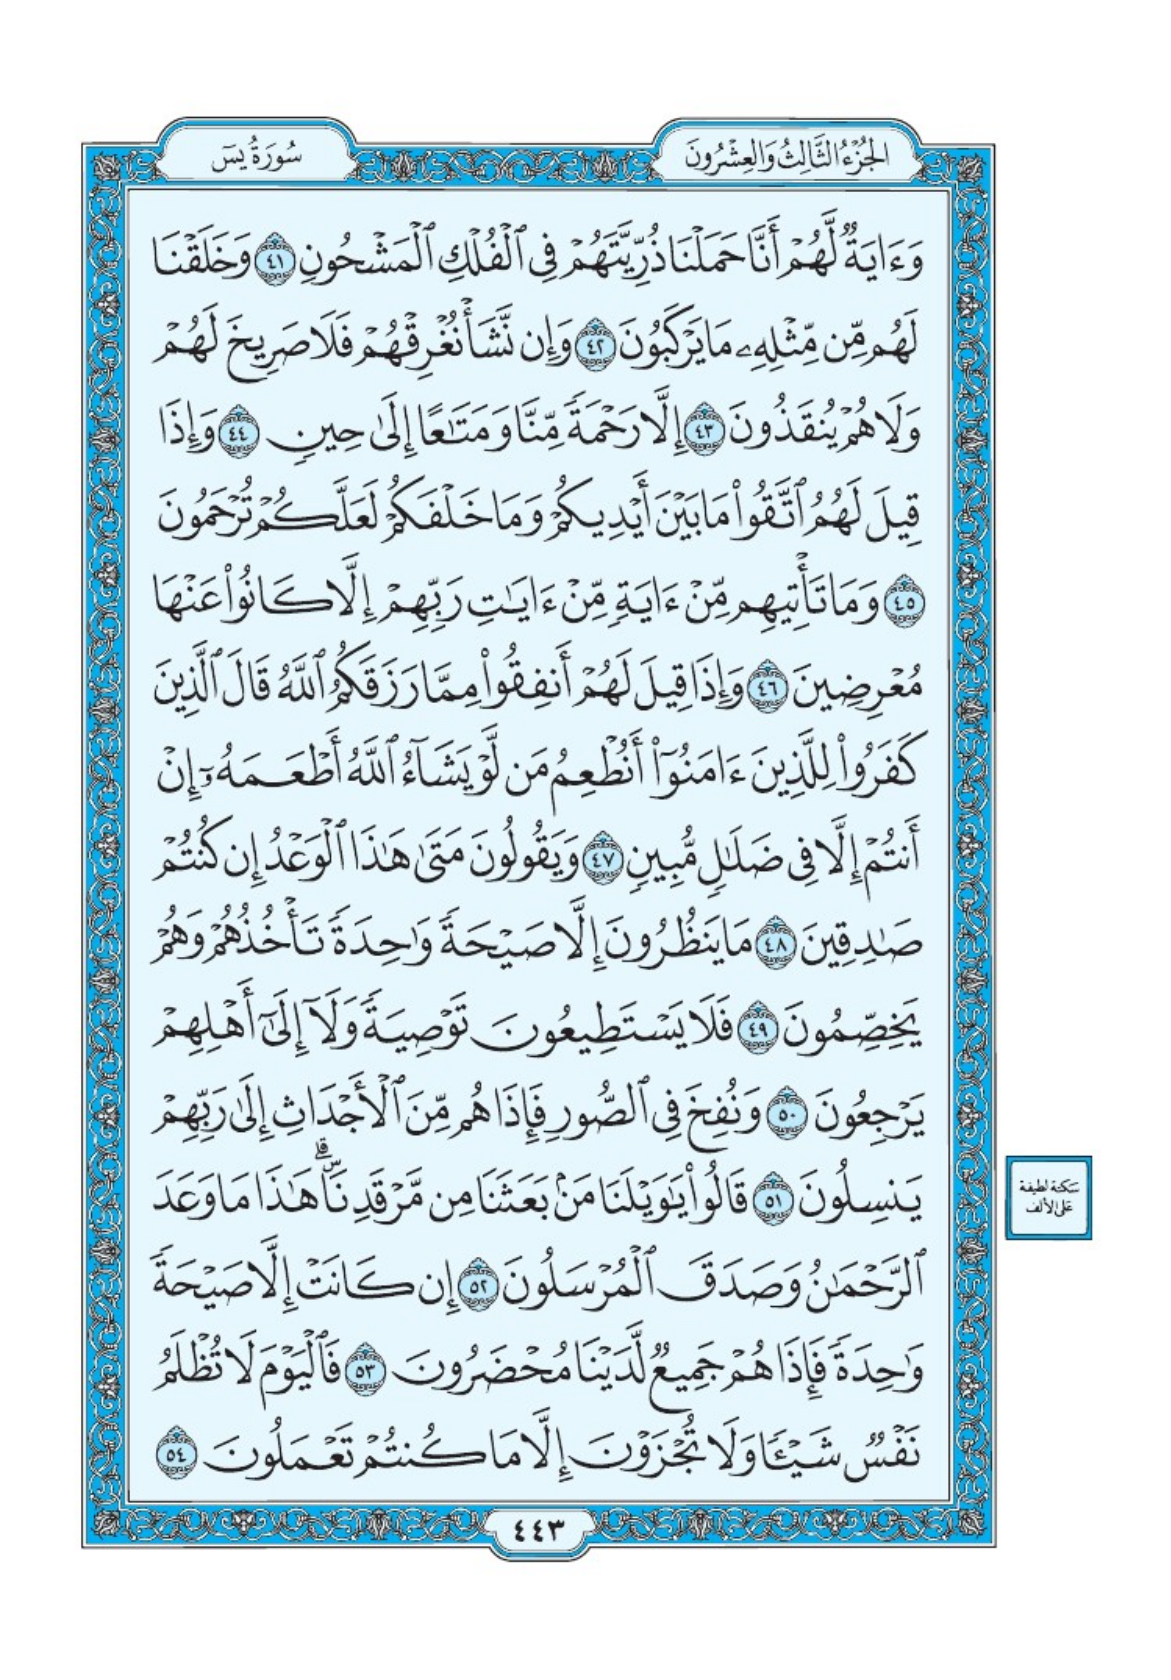 الجُزْءُ الثَّالِثُ وَالعِشْرُونَ
سُورَةُ يسٓ
وَءَايَةٌ لَّهُمْ أَنَّا حَمَلْنَا ذُرِّيَّتَهُمْ فِي ٱلْفُلْكِ ٱلْمَشْحُونِ ٤١ وَخَلَقْنَا
لَهُم مِّن مِّثْلِهِۦ مَا يَرْكَبُونَ ٤٢ وَإِن نَّشَأْ نُغْرِقْهُمْ فَلَا صَرِيخَ لَهُمْ
وَلَا هُمْ يُنقَذُونَ ٤٣ إِلَّا رَحْمَةً مِّنَّا وَمَتَٰعًا إِلَىٰ حِينٍ ٤٤ وَإِذَا
قِيلَ لَهُمُ ٱتَّقُوا۟ مَا بَيْنَ أَيْدِيكُمْ وَمَا خَلْفَكُمْ لَعَلَّكُمْ تُرْحَمُونَ
٤٥ وَمَا تَأْتِيهِم مِّنْ ءَايَةٍ مِّنْ ءَايَٰتِ رَبِّهِمْ إِلَّا كَانُوا۟ عَنْهَا
مُعْرِضِينَ ٤٦ وَإِذَا قِيلَ لَهُمْ أَنفِقُوا۟ مِمَّا رَزَقَكُمُ ٱللَّهُ قَالَ ٱلَّذِينَ
كَفَرُوا۟ لِلَّذِينَ ءَامَنُوٓا۟ أَنُطْعِمُ مَن لَّوْ يَشَآءُ ٱللَّهُ أَطْعَمَهُۥٓ إِنْ
أَنتُمْ إِلَّا فِي ضَلَٰلٍ مُّبِينٍ ٤٧ وَيَقُولُونَ مَتَىٰ هَٰذَا ٱلْوَعْدُ إِن كُنتُمْ
صَٰدِقِينَ ٤٨ مَا يَنظُرُونَ إِلَّا صَيْحَةً وَٰحِدَةً تَأْخُذُهُمْ وَهُمْ
يَخِصِّمُونَ ٤٩ فَلَا يَسْتَطِيعُونَ تَوْصِيَةً وَلَآ إِلَىٰٓ أَهْلِهِمْ
يَرْجِعُونَ ٥٠ وَنُفِخَ فِي ٱلصُّورِ فَإِذَا هُم مِّنَ ٱلْأَجْدَاثِ إِلَىٰ رَبِّهِمْ
يَنسِلُونَ ٥١ قَالُوا۟ يَٰوَيْلَنَا مَنۢ بَعَثَنَا مِن مَّرْقَدِنَا ۜ ۗ هَٰذَا مَا وَعَدَ
ٱلرَّحْمَٰنُ وَصَدَقَ ٱلْمُرْسَلُونَ ٥٢ إِن كَانَتْ إِلَّا صَيْحَةً
وَٰحِدَةً فَإِذَا هُمْ جَمِيعٌ لَّدَيْنَا مُحْضَرُونَ ٥٣ فَٱلْيَوْمَ لَا تُظْلَمُ
نَفْسٌ شَيْـًٔا وَلَا تُجْزَوْنَ إِلَّا مَا كُنتُمْ تَعْمَلُونَ ٥٤
سَكتة لطيفة
عَلى الألف
٤٤٣